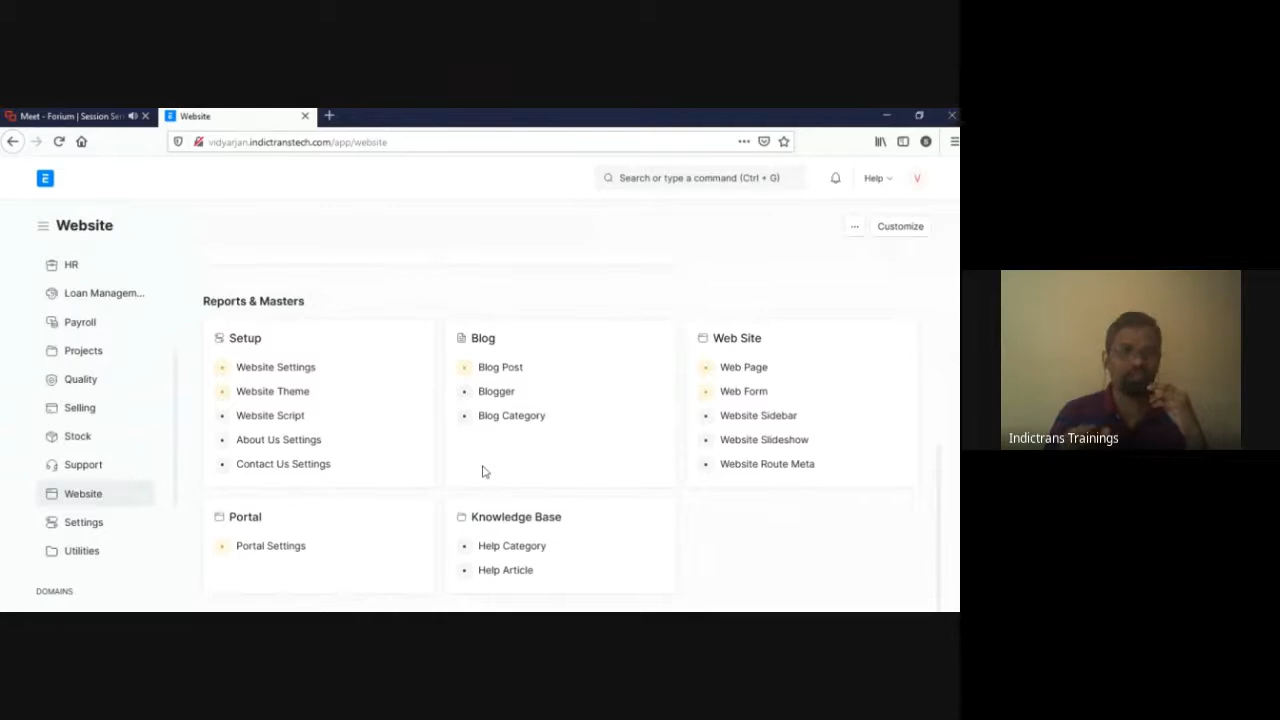 Meet - Forium | Session Ser
Website
vidyarjan.indictranstech.com/app/website
Search or type a command (Ctrl + G)
Help
V
Website
Customize
HR
Loan Managem...
Payroll
Projects
Quality
Selling
Stock
Support
Website
Settings
Utilities
DOMAINS
Reports & Masters
Setup
Website Settings
Website Theme
Website Script
About Us Settings
Contact Us Settings
Blog
Blog Post
Blogger
Blog Category
Web Site
Web Page
Web Form
Website Sidebar
Website Slideshow
Website Route Meta
Portal
Portal Settings
Knowledge Base
Help Category
Help Article
Indictrans Trainings